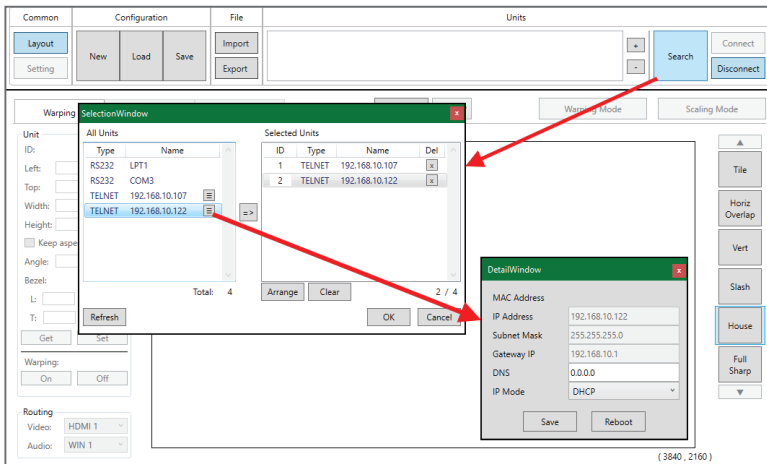 Common Configuration File Units
Layout New Load Save Import + Search Connect
Setting Export - Disconnect
Warping Warping Mode Scaling Mode
SelectionWindow x
All Units Selected Units
Type Name ID Type Name Del
RS232 LPT1 1 TELNET 192.168.10.107 x
RS232 COM3 2 TELNET 192.168.10.122 x
TELNET 192.168.10.107
TELNET 192.168.10.122 =>
Total: 4 Arrange Clear 2 / 4
Refresh OK Cancel
Unit
ID:
Left:
Top:
Width:
Height:
Keep aspe
Angle:
Bezel:
L:
T:
Get Set
Warping:
On Off
Routing
Video: HDMI 1
Audio: WIN 1
DetailWindow x
MAC Address
IP Address 192.168.10.122
Subnet Mask 255.255.255.0
Gateway IP 192.168.10.1
DNS 0.0.0.0
IP Mode DHCP
Save Reboot
Tile
Horiz
Overlap
Vert
Slash
House
Full
Sharp
( 3840 , 2160 )